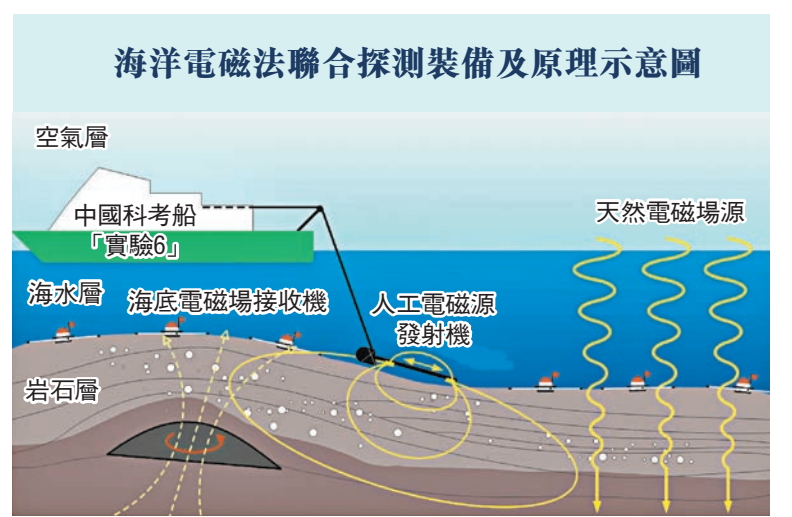 海洋電磁法聯合探測裝備及原理示意圖
空氣層
中國科考船
「實驗6」
天然電磁場源
海水層
海底電磁場接收機
人工電磁源
發射機
岩石層